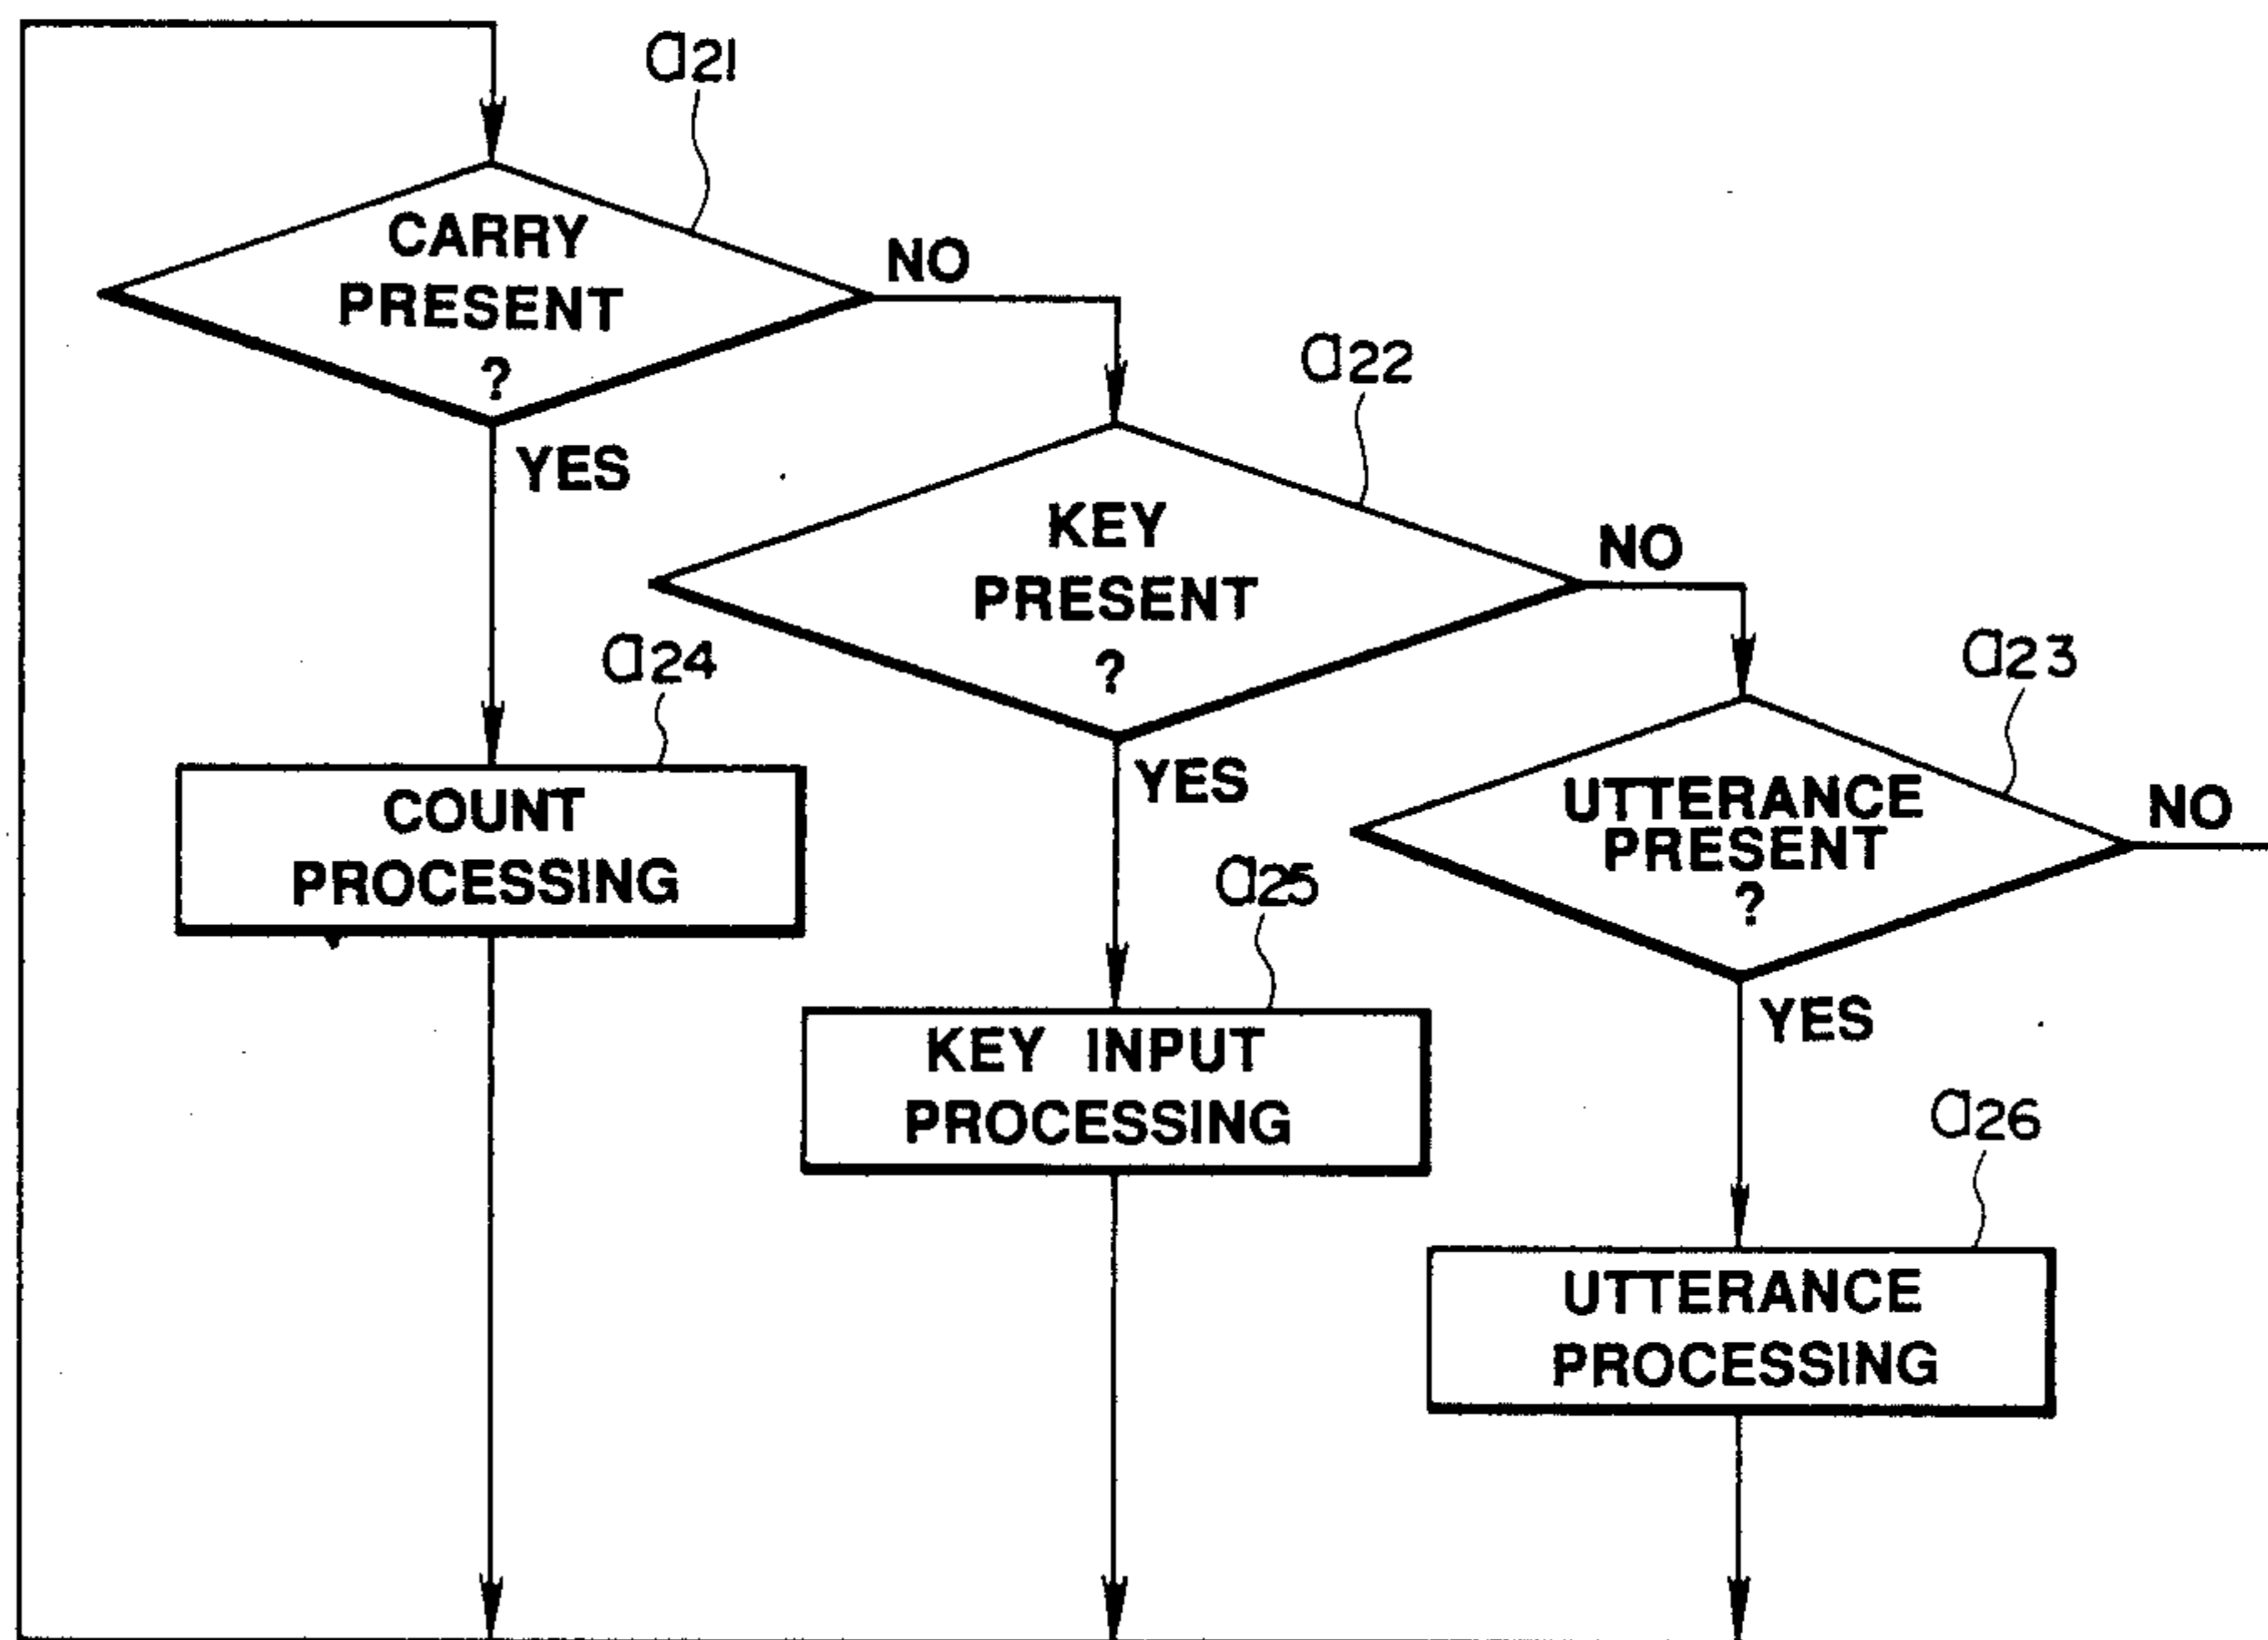 a21
CARRY
PRESENT
?
NO
YES
a22
KEY
PRESENT
?
NO
YES
a23
UTTERANCE
PRESENT
?
NO
YES
a24
COUNT
PROCESSING
a25
KEY INPUT
PROCESSING
a26
UTTERANCE
PROCESSING